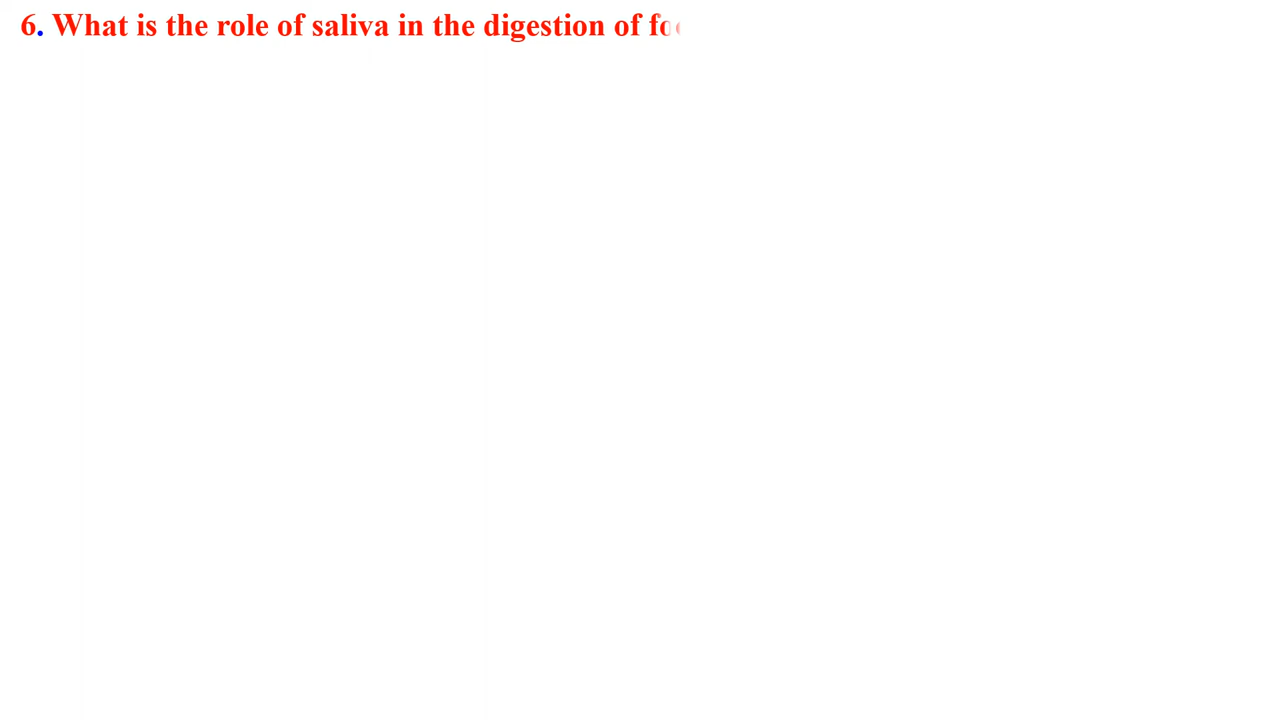 6. What is the role of saliva in the digestion of